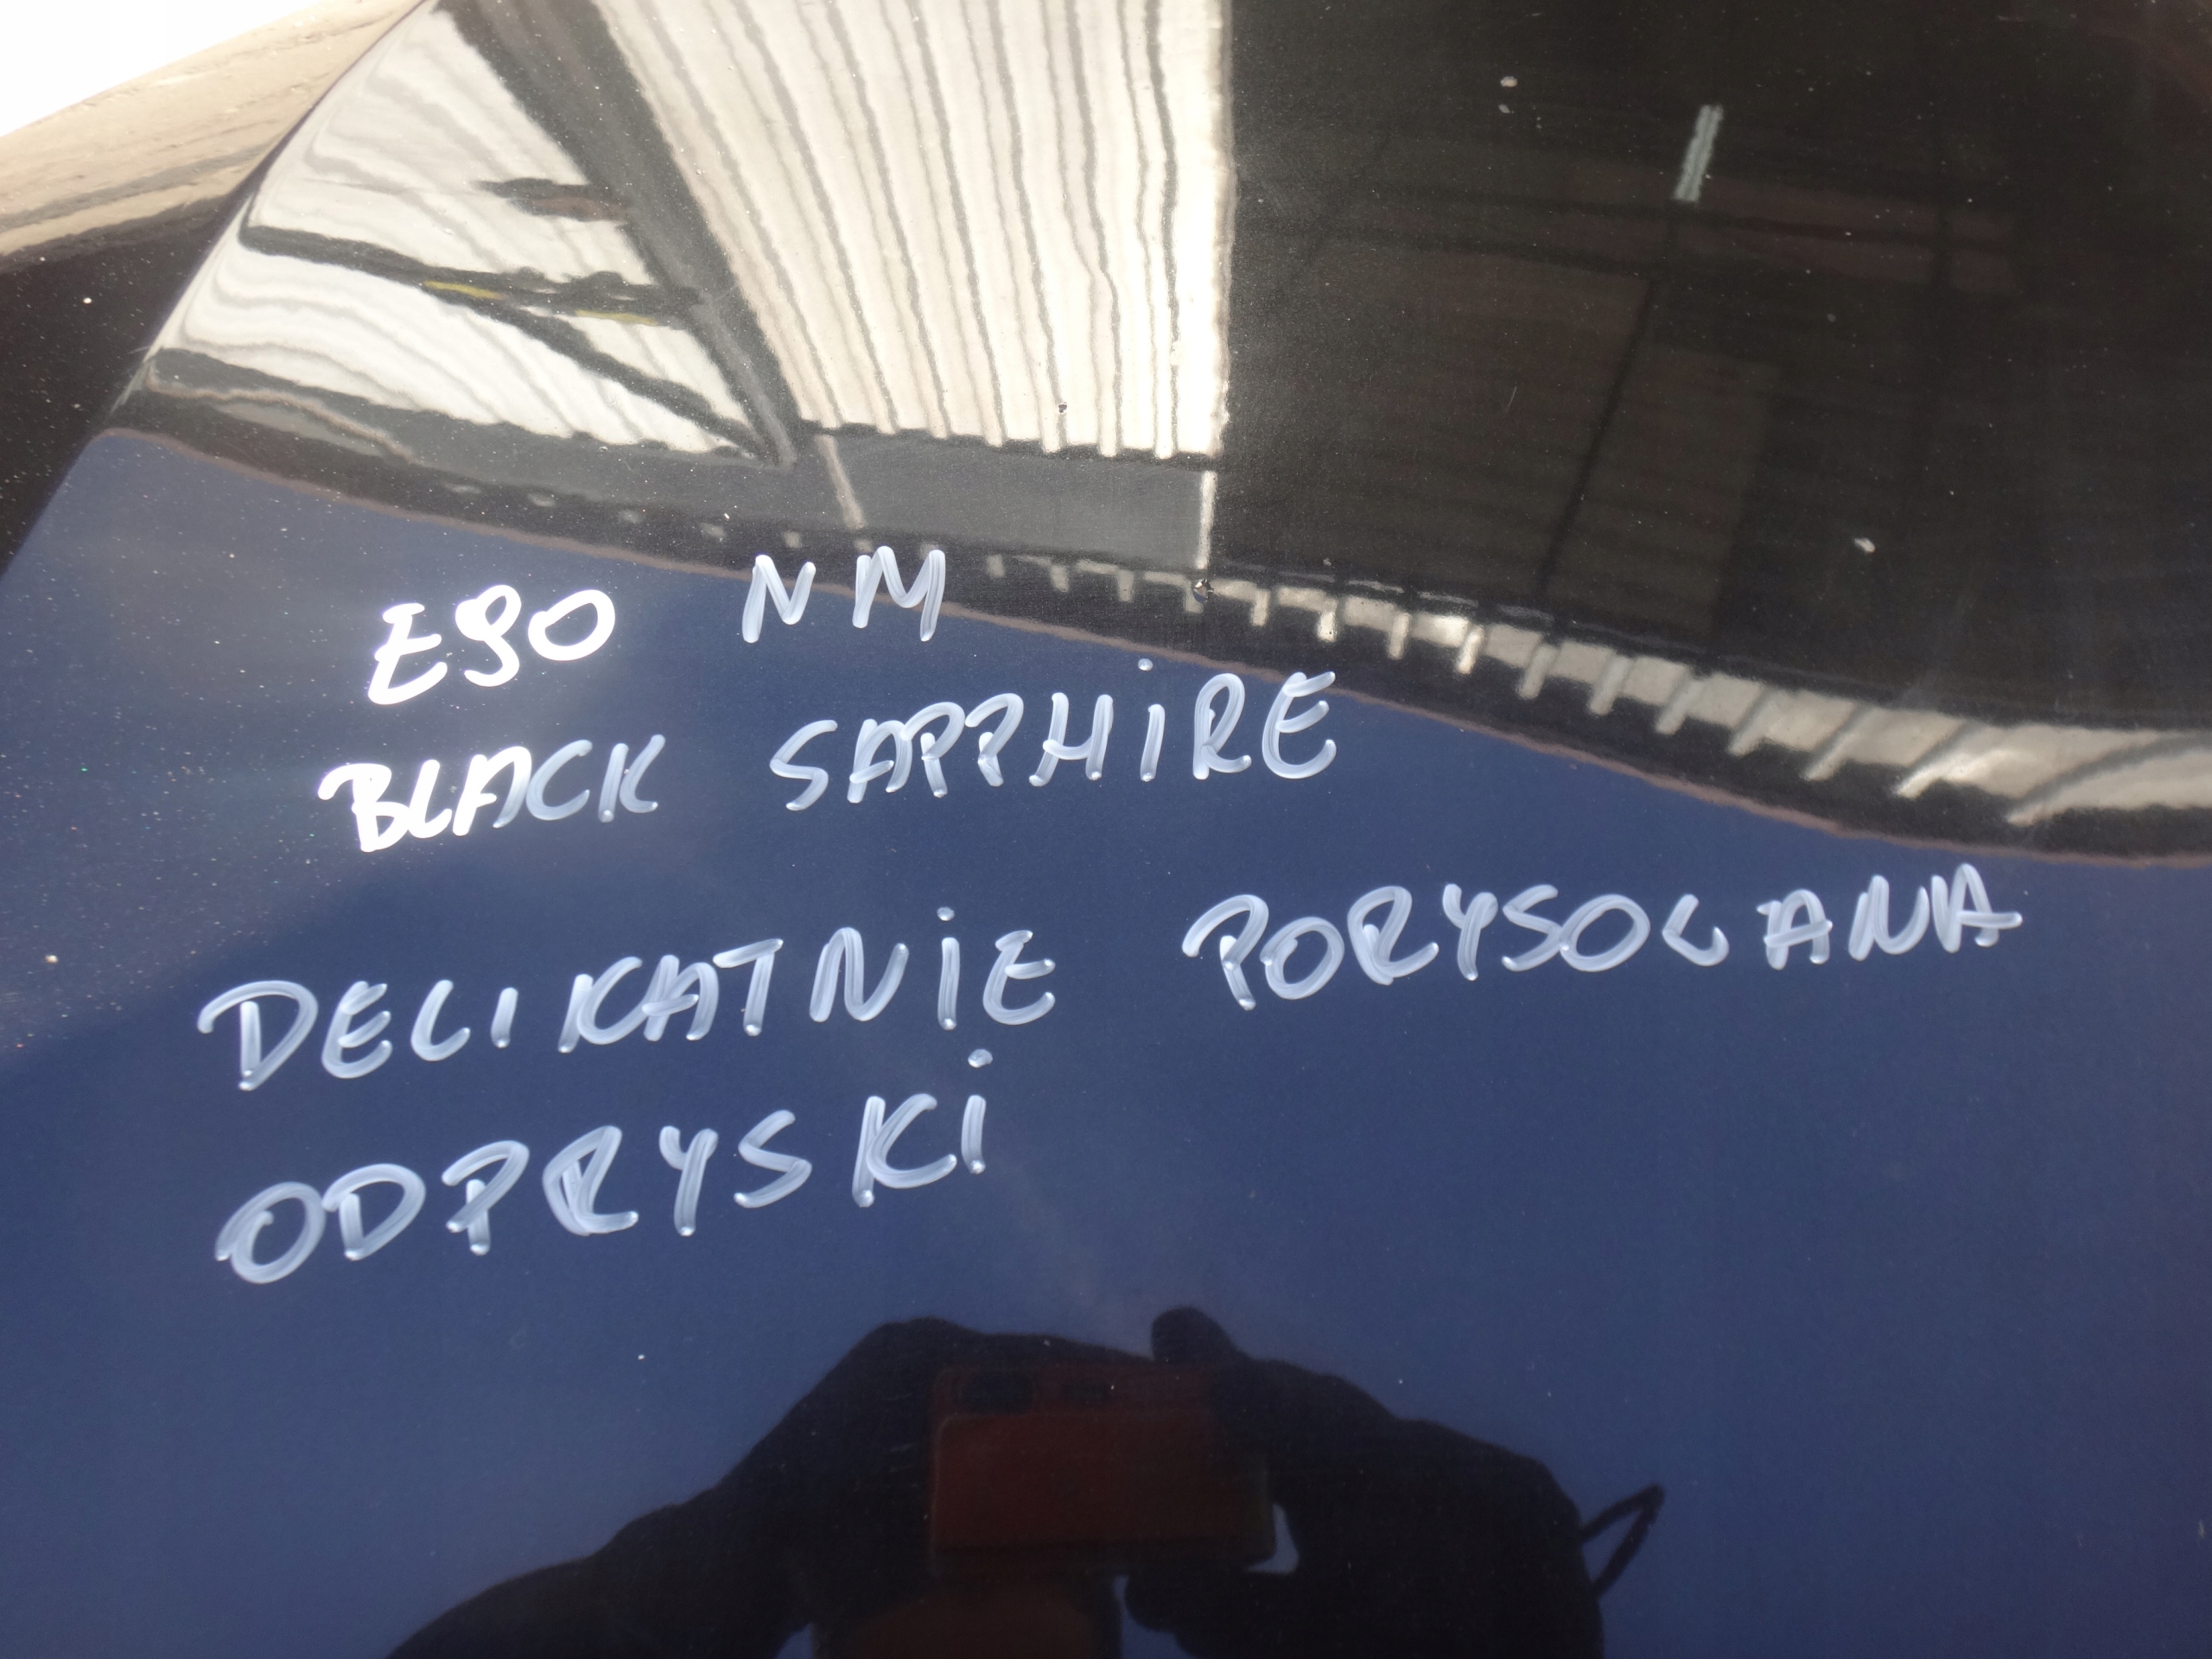 E90 NM
BLACK SAPPHIRE
DELIKATNIE PORYSOWANA
ODPRYSKI